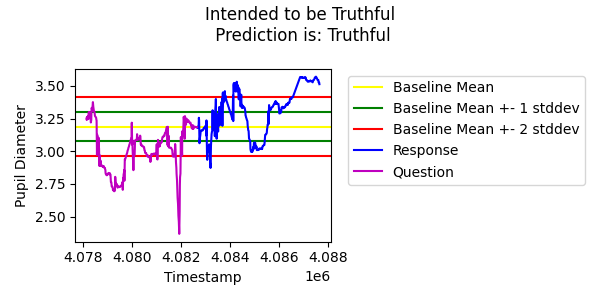 Intended to be Truthful
Prediction is: Truthful
3.50
3.25
3.00
2.75
2.50
Pupil Diameter
4.078 4.080 4.082 4.084 4.086 4.088
1e6
Timestamp
Baseline Mean
Baseline Mean +- 1 stddev
Baseline Mean +- 2 stddev
Response
Question